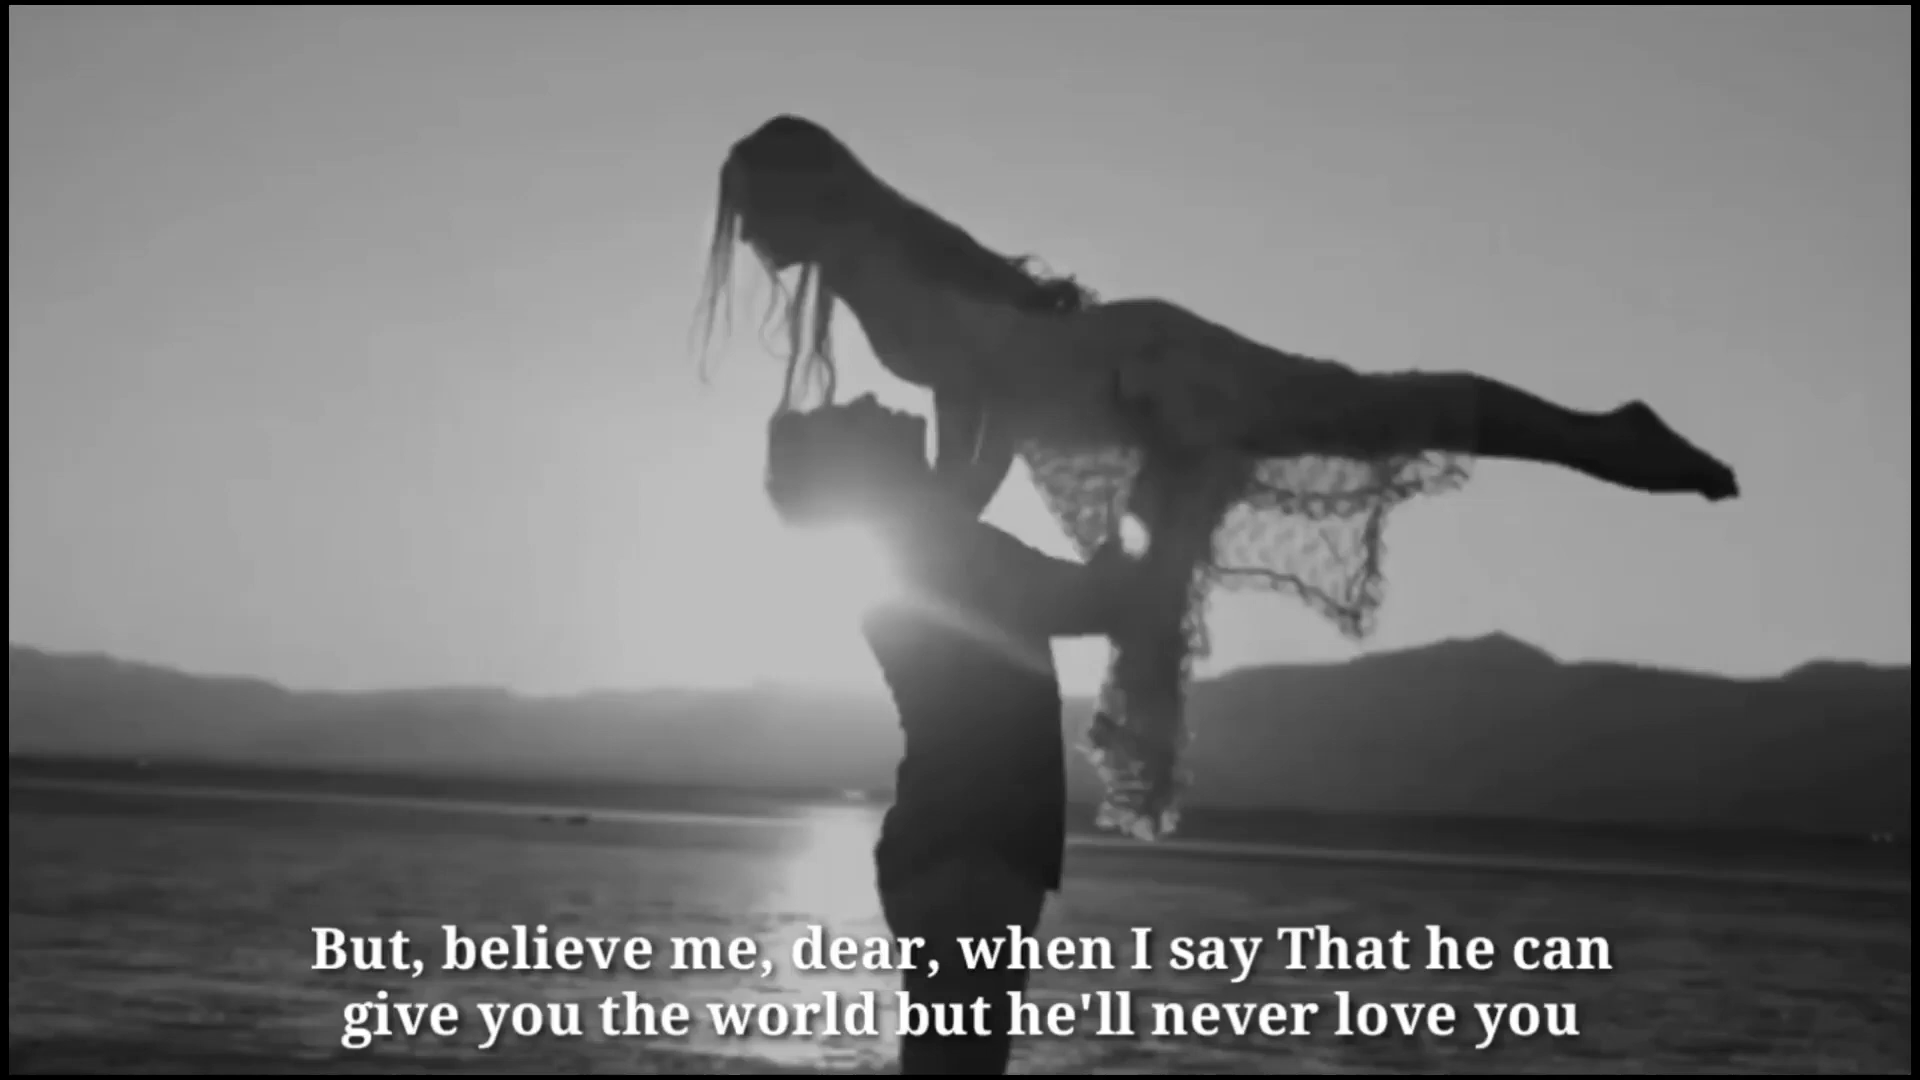 But, believe me, dear, when I say That he can
give you the world but he'll never love you